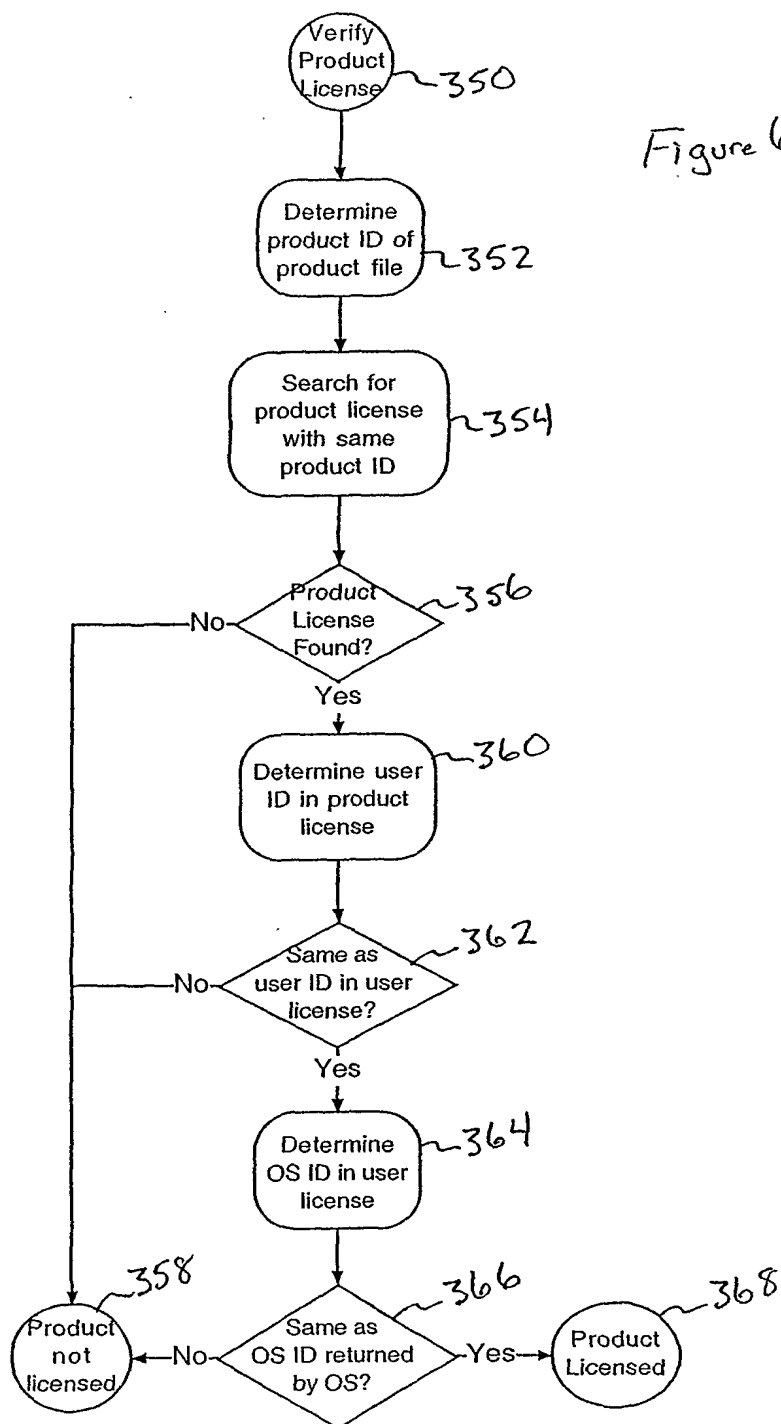 Verify
Product
License
350
Figure 6
Determine
product ID of
product file
352
Search for
product license
with same
product ID
354
Product
License
Found?
356
No
Yes
Determine user
ID in product
license
360
Same as
user ID in user
license?
362
No
Yes
Determine
OS ID in user
license
364
Same as
OS ID returned
by OS?
366
No
Yes
Product
not
licensed
358
Product
Licensed
368